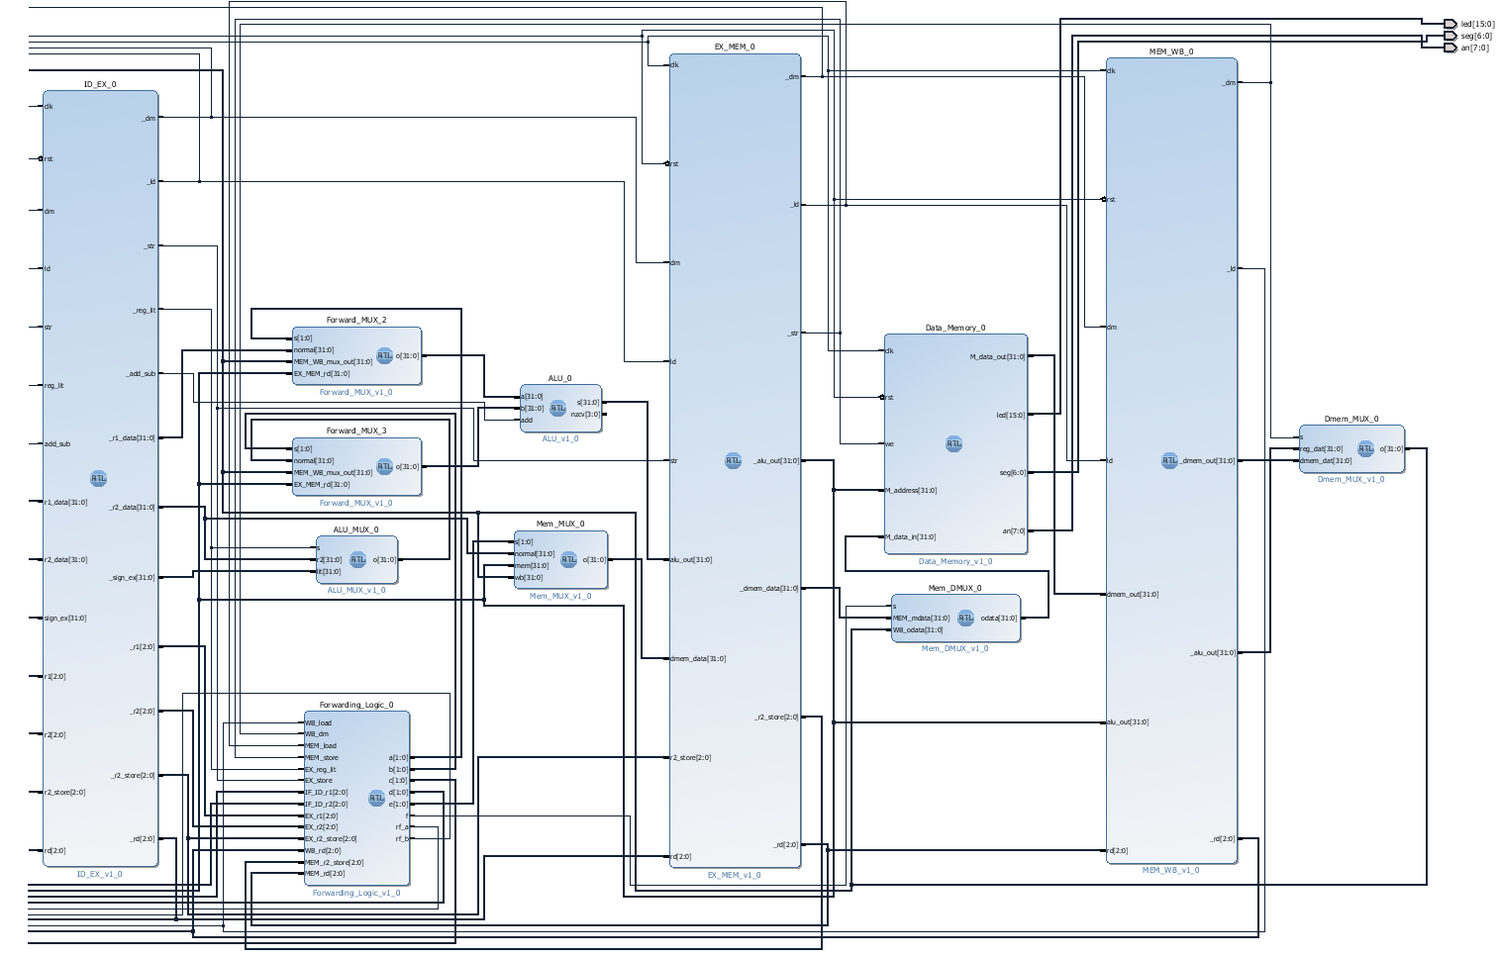 led[15:0]
seg[6:0]
an[7:0]
ID_EX_0
clk
rst
dm
ld
str
reg_lit
add_sub
r1_data[31:0]
r2_data[31:0]
sign_ex[31:0]
r1[2:0]
r2[2:0]
r2_store[2:0]
rd[2:0]
_dm
_ld
_str
_reg_lit
_add_sub
_r1_data[31:0]
_r2_data[31:0]
_sign_ex[31:0]
_r1[2:0]
_r2[2:0]
_r2_store[2:0]
_rd[2:0]
RTL
ID_EX_v1_0
Forward_MUX_2
s[1:0]
normal[31:0]
MEM_WB_mux_out[31:0]
EX_MEM_rd[31:0]
RTL
o[31:0]
Forward_MUX_v1_0
Forward_MUX_3
s[1:0]
normal[31:0]
MEM_WB_mux_out[31:0]
EX_MEM_rd[31:0]
RTL
o[31:0]
Forward_MUX_v1_0
ALU_MUX_0
s
r2[31:0]
lit[31:0]
RTL
o[31:0]
ALU_MUX_v1_0
Forwarding_Logic_0
WB_load
WB_dm
MEM_load
MEM_store
EX_reg_lit
EX_store
IF_ID_r1[2:0]
IF_ID_r2[2:0]
EX_r1[2:0]
EX_r2[2:0]
EX_r2_store[2:0]
WB_rd[2:0]
MEM_r2_store[2:0]
MEM_rd[2:0]
a[1:0]
b[1:0]
c[1:0]
d[1:0]
e[1:0]
f
rf_a
rf_b
RTL
Forwarding_Logic_v1_0
ALU_0
a[31:0]
b[31:0]
add
RTL
s[31:0]
nzcv[3:0]
ALU_v1_0
Mem_MUX_0
s[1:0]
normal[31:0]
mem[31:0]
wb[31:0]
RTL
o[31:0]
Mem_MUX_v1_0
EX_MEM_0
clk
rst
dm
ld
str
alu_out[31:0]
dmem_data[31:0]
r2_store[2:0]
rd[2:0]
_dm
_ld
_str
_alu_out[31:0]
_dmem_data[31:0]
_r2_store[2:0]
_rd[2:0]
RTL
EX_MEM_v1_0
Data_Memory_0
clk
rst
we
M_address[31:0]
M_data_in[31:0]
M_data_out[31:0]
led[15:0]
seg[6:0]
an[7:0]
RTL
Data_Memory_v1_0
Mem_DMUX_0
s
MEM_mdata[31:0]
WB_odata[31:0]
RTL
odata[31:0]
Mem_DMUX_v1_0
MEM_WB_0
clk
rst
dm
ld
dmem_out[31:0]
alu_out[31:0]
rd[2:0]
_dm
_ld
_dmem_out[31:0]
_alu_out[31:0]
_rd[2:0]
RTL
MEM_WB_v1_0
Dmem_MUX_0
s
reg_dat[31:0]
dmem_dat[31:0]
RTL
o[31:0]
Dmem_MUX_v1_0